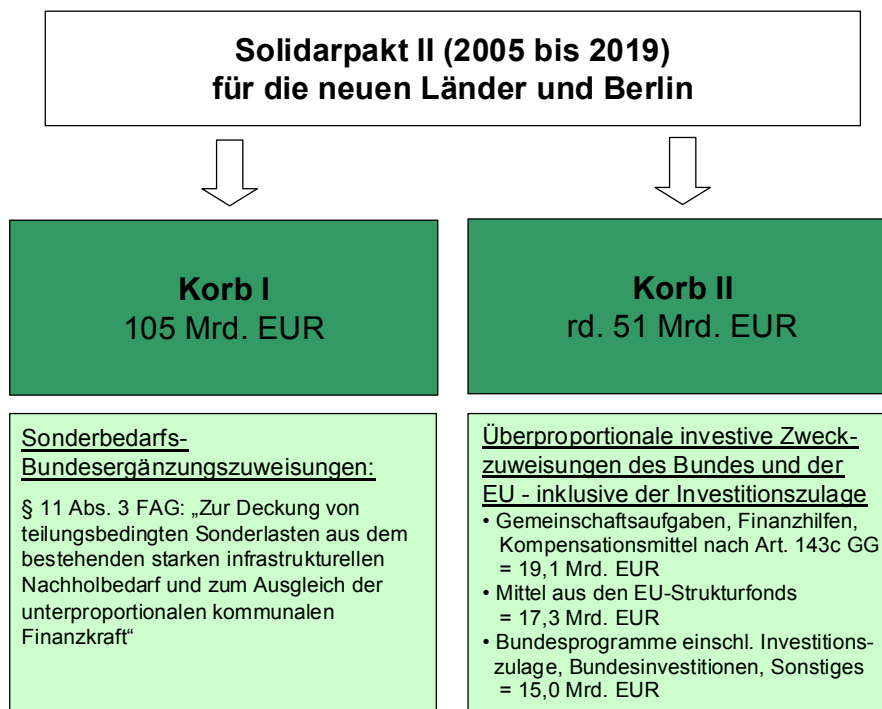 Solidarpakt II (2005 bis 2019)
für die neuen Länder und Berlin
Korb I
105 Mrd. EUR
Korb II
rd. 51 Mrd. EUR
Sonderbedarfs-
Bundesergänzungszuweisungen:
§ 11 Abs. 3 FAG: „Zur Deckung von
teilungsbedingten Sonderlasten aus dem
bestehenden starken infrastrukturellen
Nachholbedarf und zum Ausgleich der
unterproportionalen kommunalen
Finanzkraft“
Überproportionale investive Zweck-
zuweisungen des Bundes und der
EU - inklusive der Investitionszulage
• Gemeinschaftsaufgaben, Finanzhilfen,
Kompensationsmittel nach Art. 143c GG
= 19,1 Mrd. EUR
• Mittel aus den EU-Strukturfonds
= 17,3 Mrd. EUR
• Bundesprogramme einschl. Investitions-
zulage, Bundesinvestitionen, Sonstiges
= 15,0 Mrd. EUR